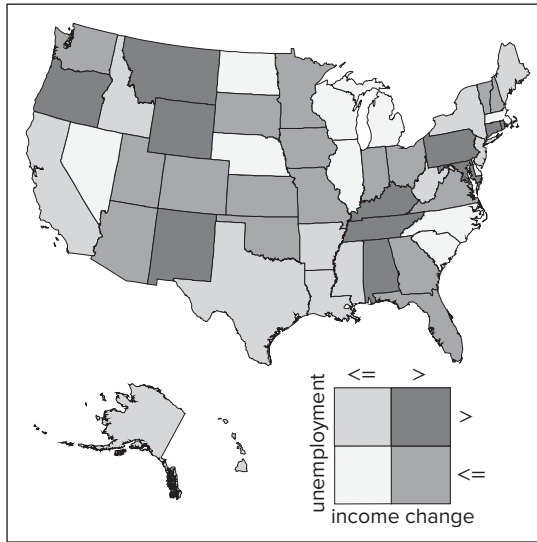 <= >
unemployment
>
<=
income change